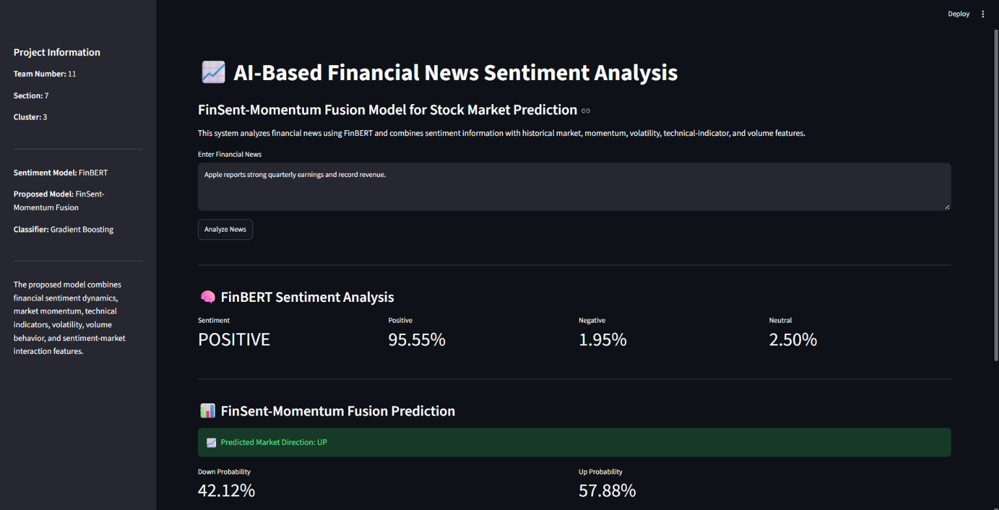 Deploy
Project Information
Team Number: 11
Section: 7
Cluster: 3
Sentiment Model: FinBERT
Proposed Model: FinSent-
Momentum Fusion
Classifier: Gradient Boosting
The proposed model combines
financial sentiment dynamics,
market momentum, technical
indicators, volatility, volume
behavior, and sentiment-market
interaction features.
AI-Based Financial News Sentiment Analysis
FinSent-Momentum Fusion Model for Stock Market Prediction
This system analyzes financial news using FinBERT and combines sentiment information with historical market, momentum, volatility, technical-indicator, and volume features.
Enter Financial News
Apple reports strong quarterly earnings and record revenue.
Analyze News
FinBERT Sentiment Analysis
Sentiment Positive Negative Neutral
POSITIVE 95.55% 1.95% 2.50%
FinSent-Momentum Fusion Prediction
Predicted Market Direction: UP
Down Probability Up Probability
42.12% 57.88%